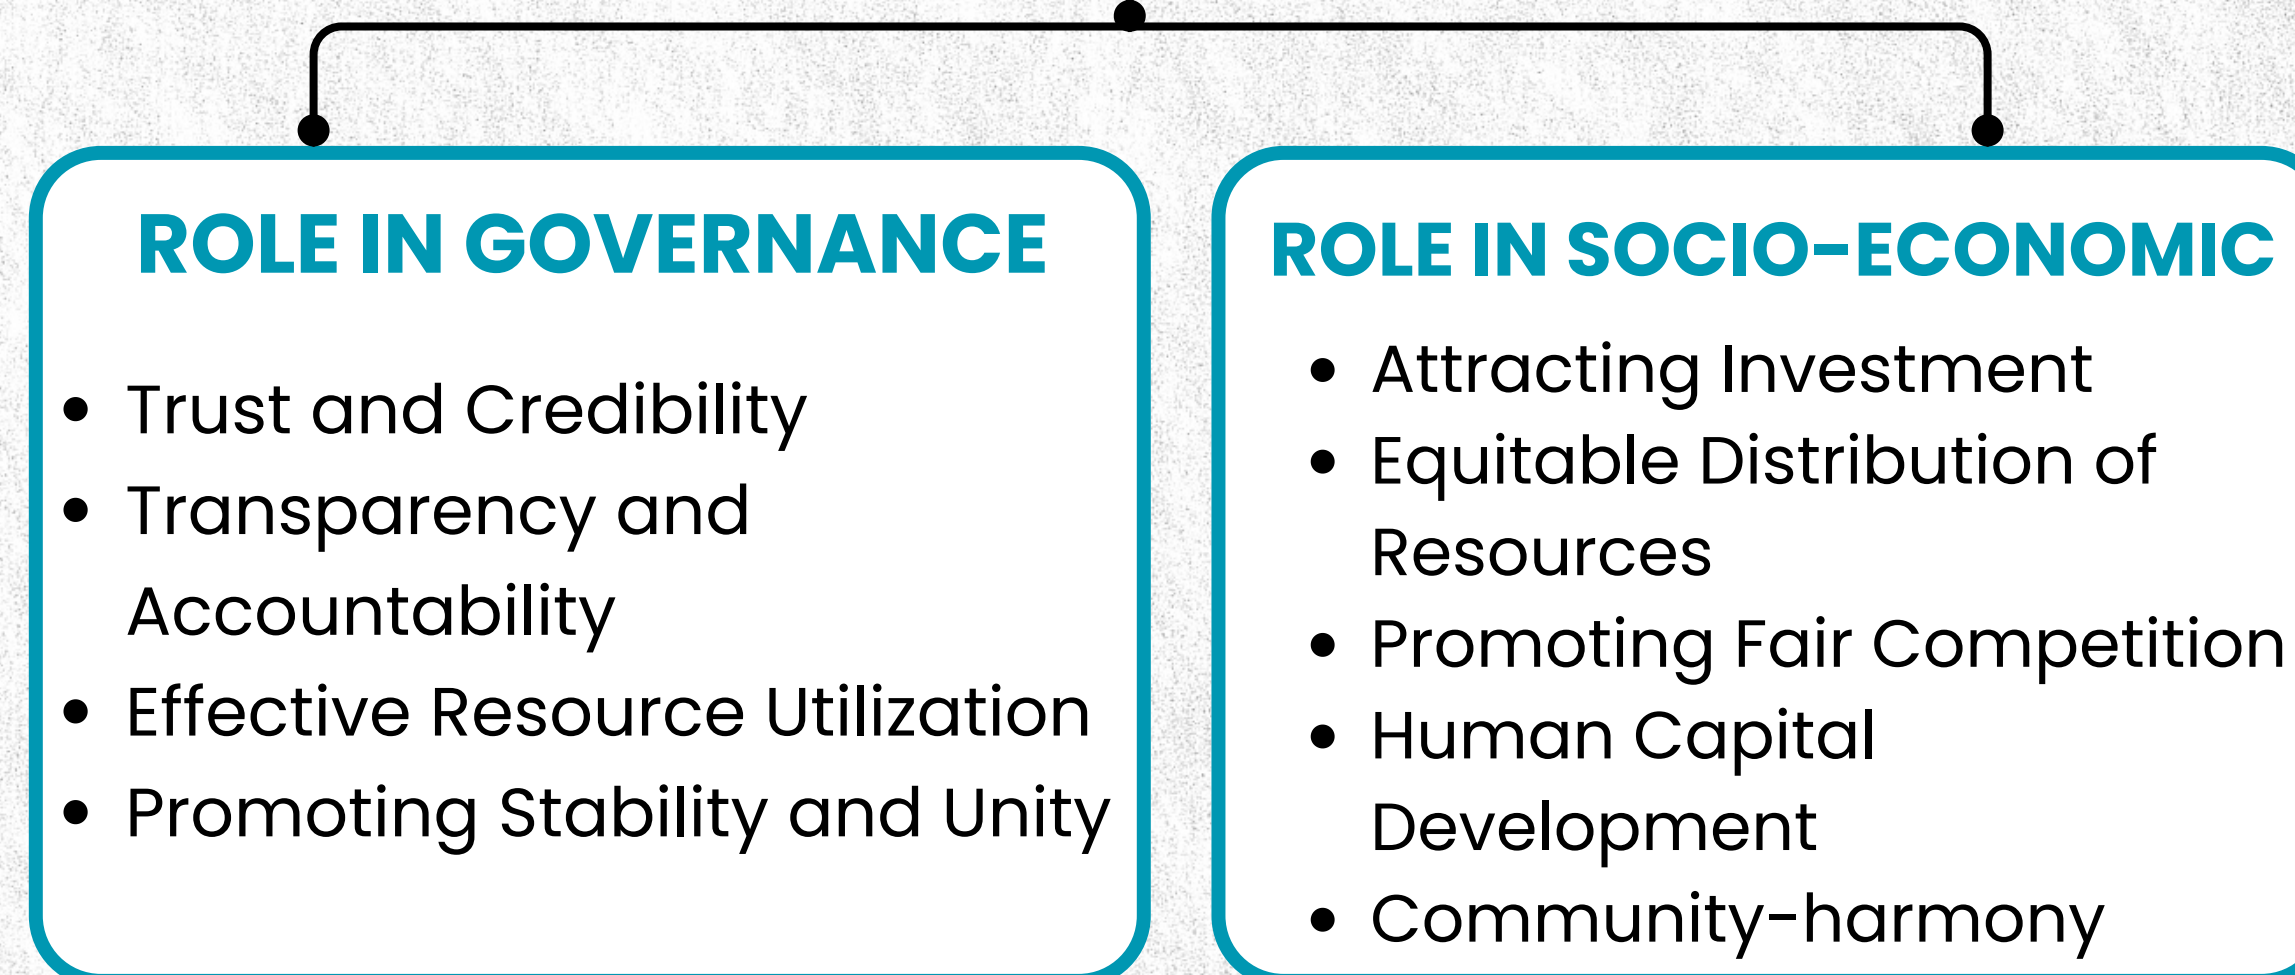 ROLE IN GOVERNANCE
• Trust and Credibility
• Transparency and
Accountability
• Effective Resource Utilization
• Promoting Stability and Unity
ROLE IN SOCIO-ECONOMIC
• Attracting Investment
• Equitable Distribution of
Resources
• Promoting Fair Competition
• Human Capital
Development
• Community-harmony